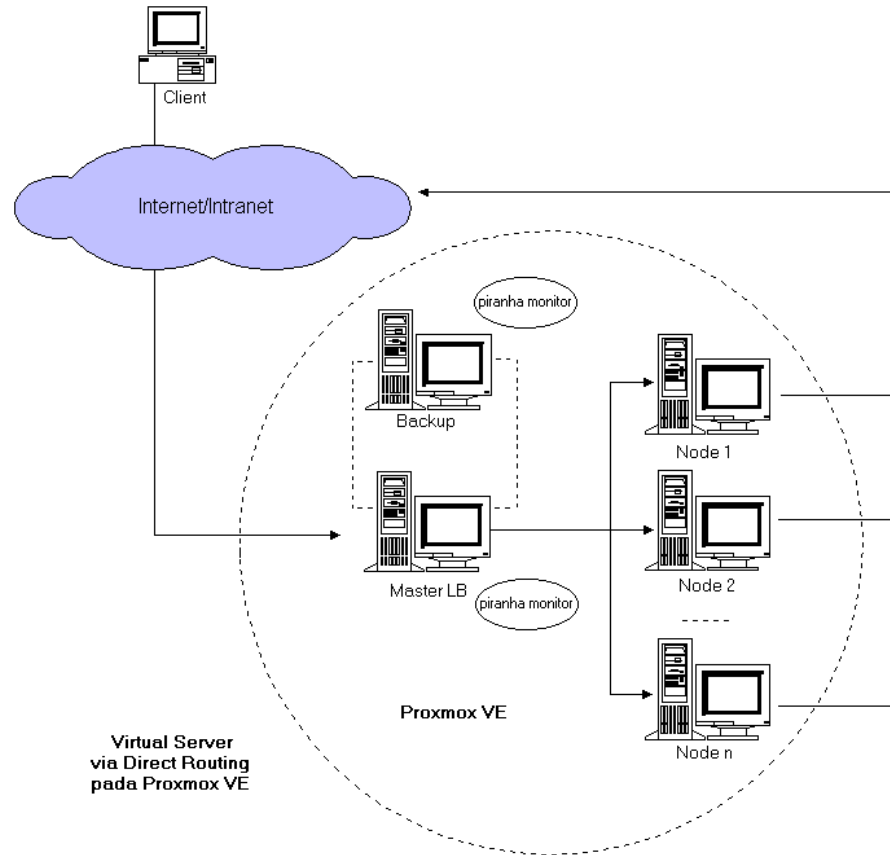 Client
Internet/Intranet
piranha monitor
Backup
Node 1
Master LB
piranha monitor
Node 2
Proxmox VE
Node n
Virtual Server
via Direct Routing
pada Proxmox VE